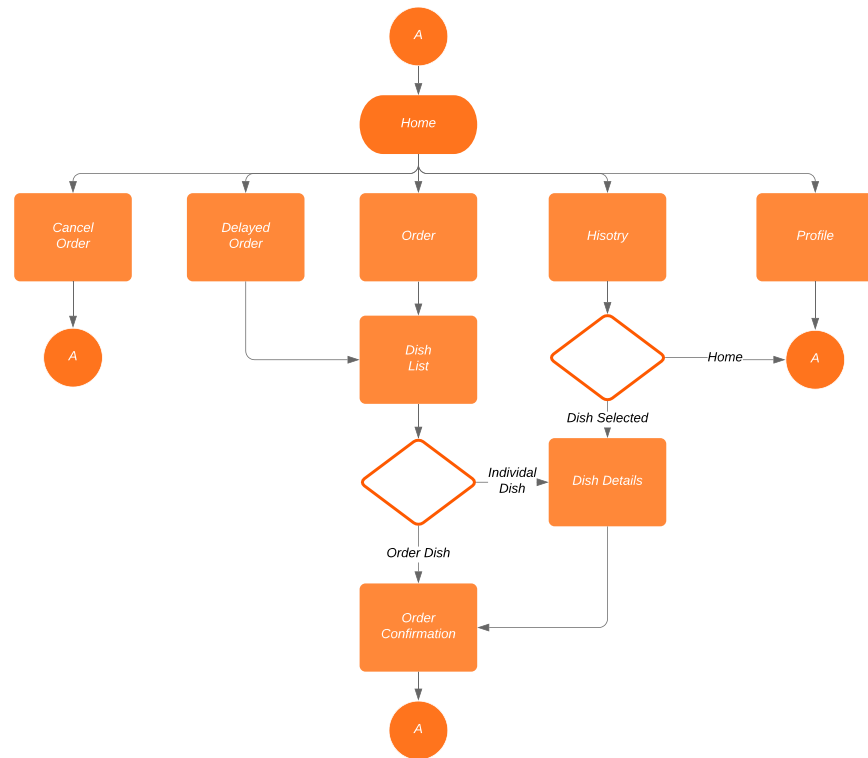 A
Home
Cancel
Order
Delayed
Order
Order
Hisotry
Profile
A
Dish
List
Home
A
Dish Selected
Individal
Dish
Dish Details
Order Dish
Order
Confirmation
A